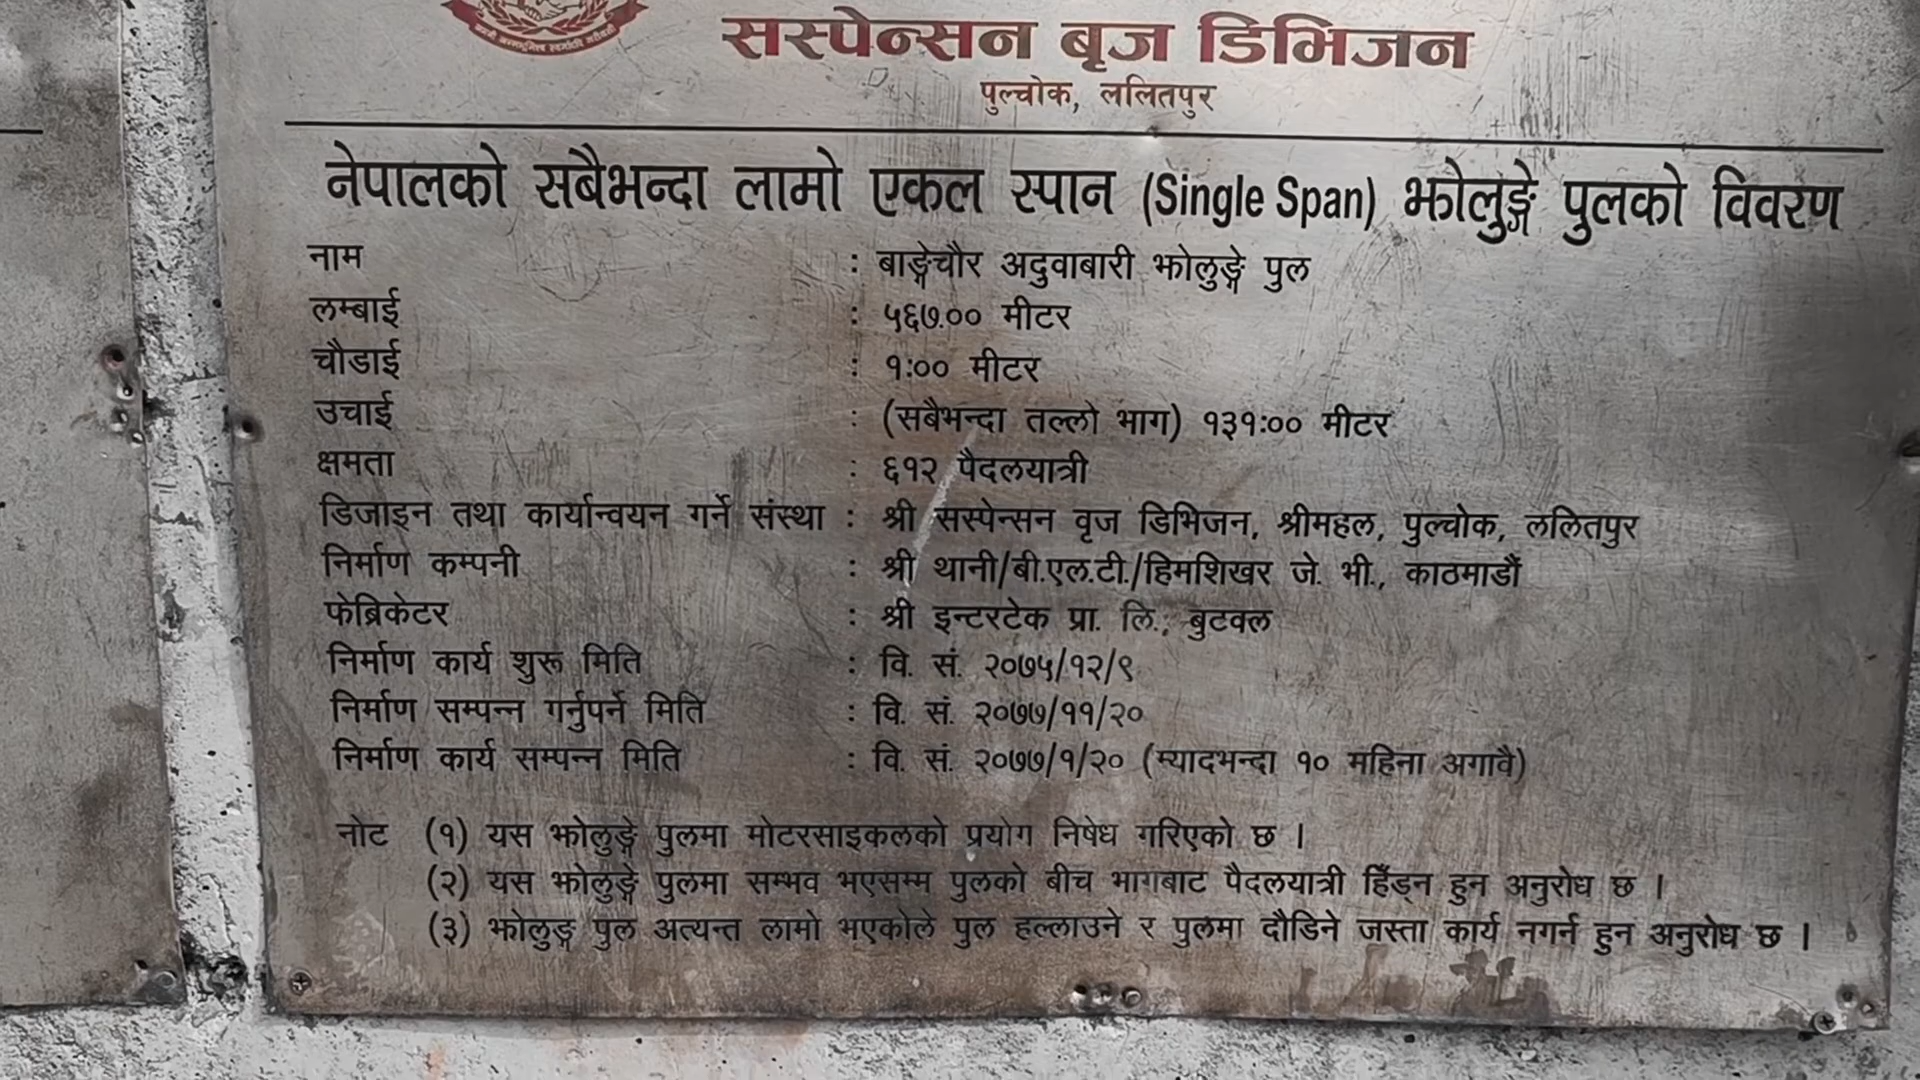 सस्पेन्सन बृज डिभिजन
पुल्चोक, ललितपुर
नेपालको सबैभन्दा लामो एकल स्पान (Single Span) झोलुङ्गे पुलको विवरण
नाम : बाङ्गेचौर अदुवाबारी झोलुङ्गे पुल
लम्बाई : ५६७.०० मीटर
चौडाई : १ः०० मीटर
उचाई : (सबैभन्दा तल्लो भाग) १३१ः०० मीटर
क्षमता : ६१२ पैदलयात्री
डिजाइन तथा कार्यान्वयन गर्ने संस्था : श्री सस्पेन्सन वृज डिभिजन, श्रीमहल, पुल्चोक, ललितपुर
निर्माण कम्पनी : श्री थानी/बी.एल.टी./हिमशिखर जे. भी., काठमाडौं
फेब्रिकेटर : श्री इन्टरटेक प्रा. लि., बुटवल
निर्माण कार्य शुरू मिति : वि. सं. २०७५/१२/९
निर्माण सम्पन्न गर्नुपर्ने मिति : वि. सं. २०७७/११/२०
निर्माण कार्य सम्पन्न मिति : वि. सं. २०७७/१/२० (म्यादभन्दा १० महिना अगावै)
नोट (१) यस झोलुङ्गे पुलमा मोटरसाइकलको प्रयोग निषेध गरिएको छ ।
(२) यस झोलुङ्गे पुलमा सम्भव भएसम्म पुलको बीच भागबाट पैदलयात्री हिँड्न हुन अनुरोध छ ।
(३) झोलुङ्ग पुल अत्यन्त लामो भएकोले पुल हल्लाउने र पुलमा दौडिने जस्ता कार्य नगर्न हुन अनुरोध छ ।